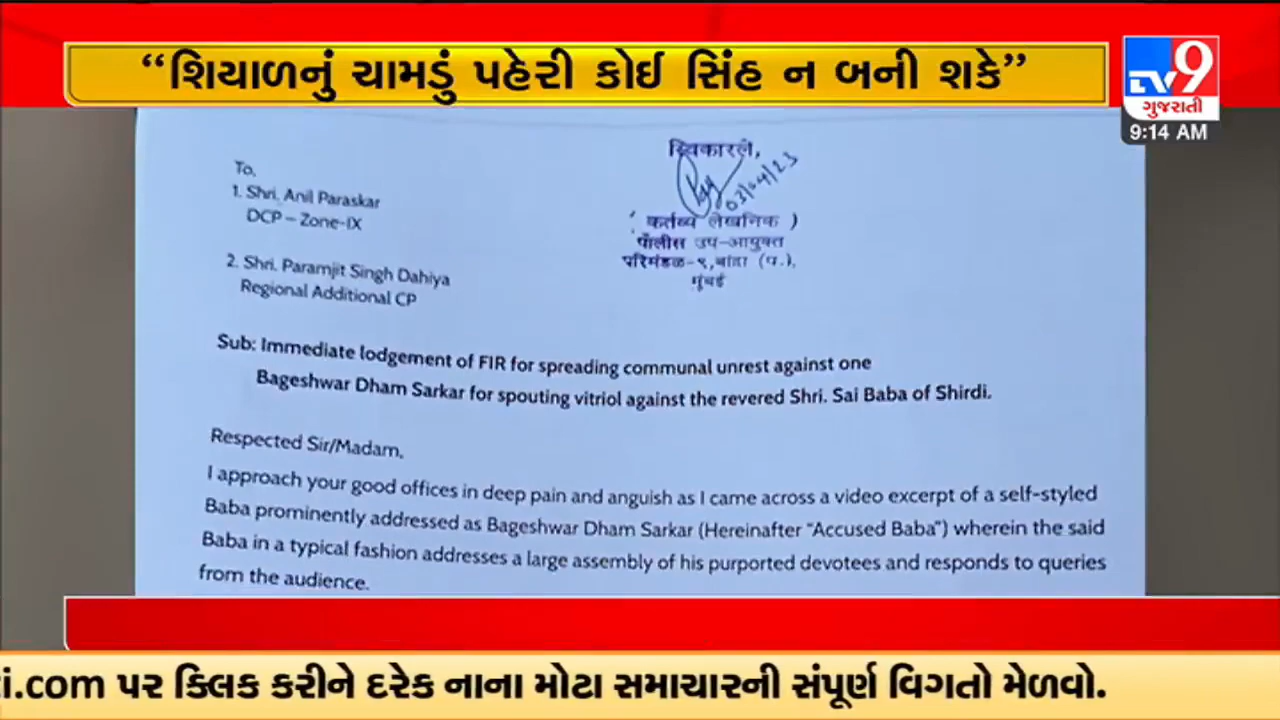 “શિયાળનું ચામડું પહેરી કોઈ સિંહ ન બની શકે”
TV9
ગુજરાતી
9:14 AM
To,
1. Shri. Anil Paraskar
DCP – Zone-IX
2. Shri. Paramjit Singh Dahiya
Regional Additional CP
स्विकारले,
03/04/23
( कर्तव्य लेखनिक )
पोलीस उप-आयुक्त
परिमंडळ-९, बांद्रा (प.),
मुंबई
Sub: Immediate lodgement of FIR for spreading communal unrest against one
Bageshwar Dham Sarkar for spouting vitriol against the revered Shri. Sai Baba of Shirdi.
Respected Sir/Madam,
I approach your good offices in deep pain and anguish as I came across a video excerpt of a self-styled
Baba prominently addressed as Bageshwar Dham Sarkar (Hereinafter “Accused Baba”) wherein the said
Baba in a typical fashion addresses a large assembly of his purported devotees and responds to queries
from the audience.
ti.com પર ક્લિક કરીને દરેક નાના મોટા સમાચારની સંપૂર્ણ વિગતો મેળવો.